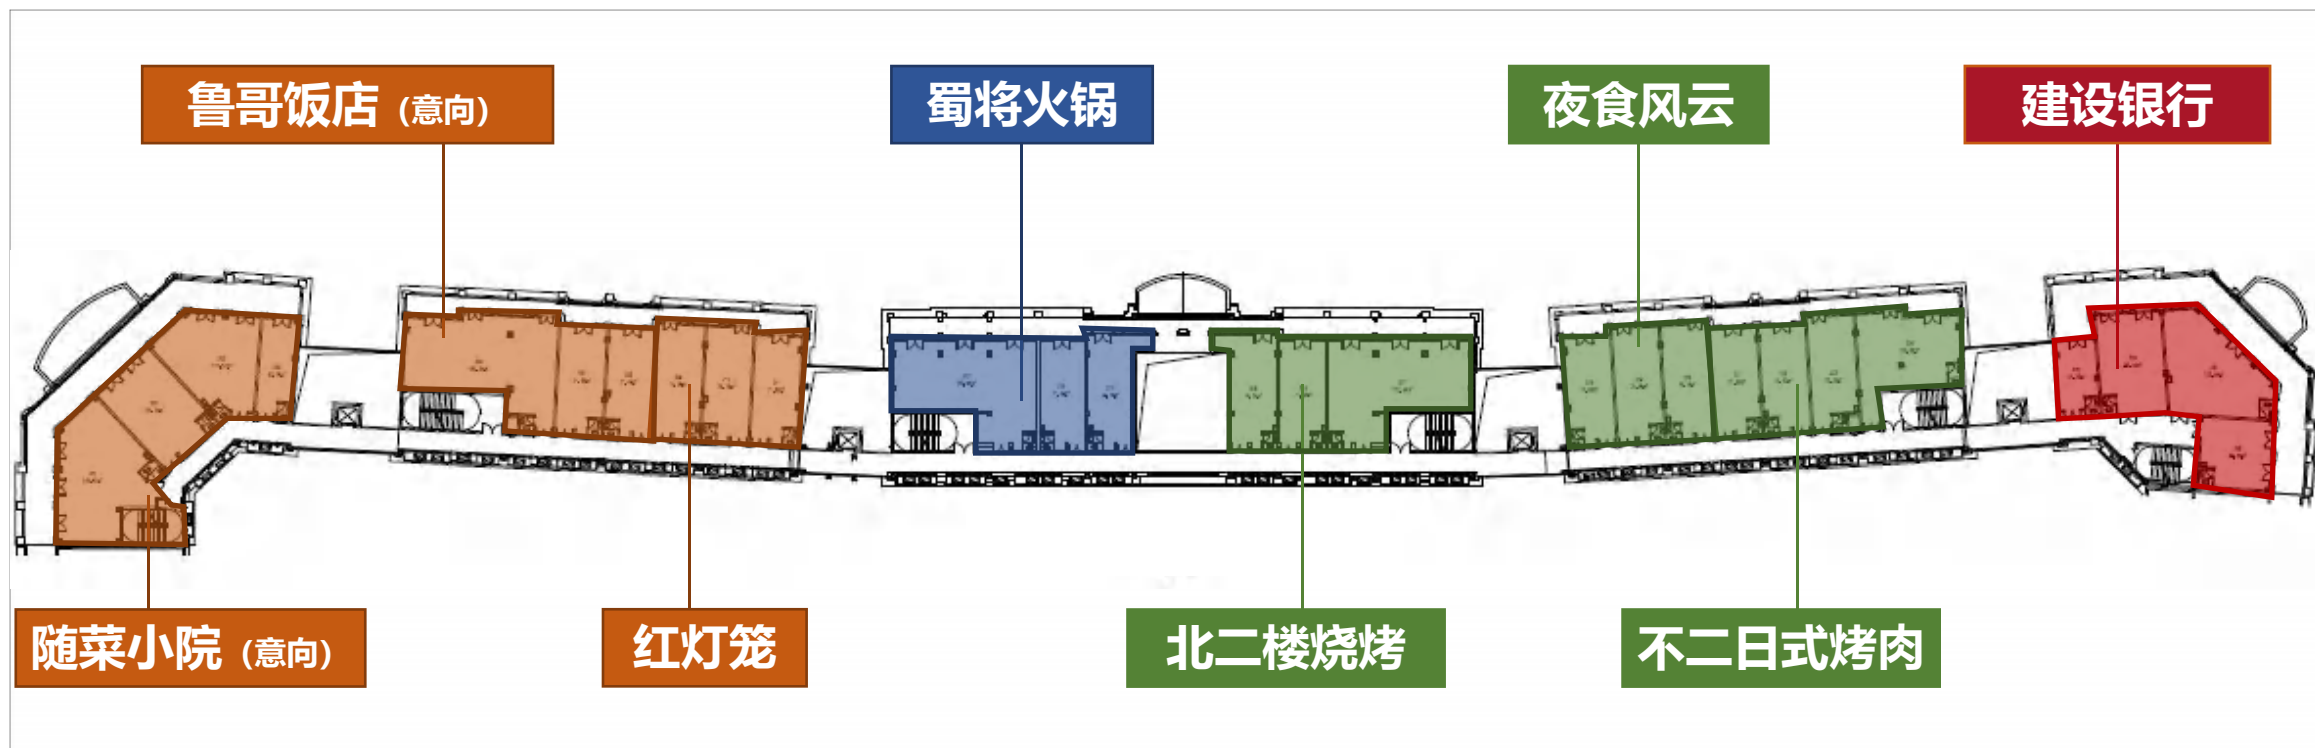 鲁哥饭店（意向）
蜀将火锅
夜食风云
建设银行
随菜小院（意向）
红灯笼
北二楼烧烤
不二日式烤肉